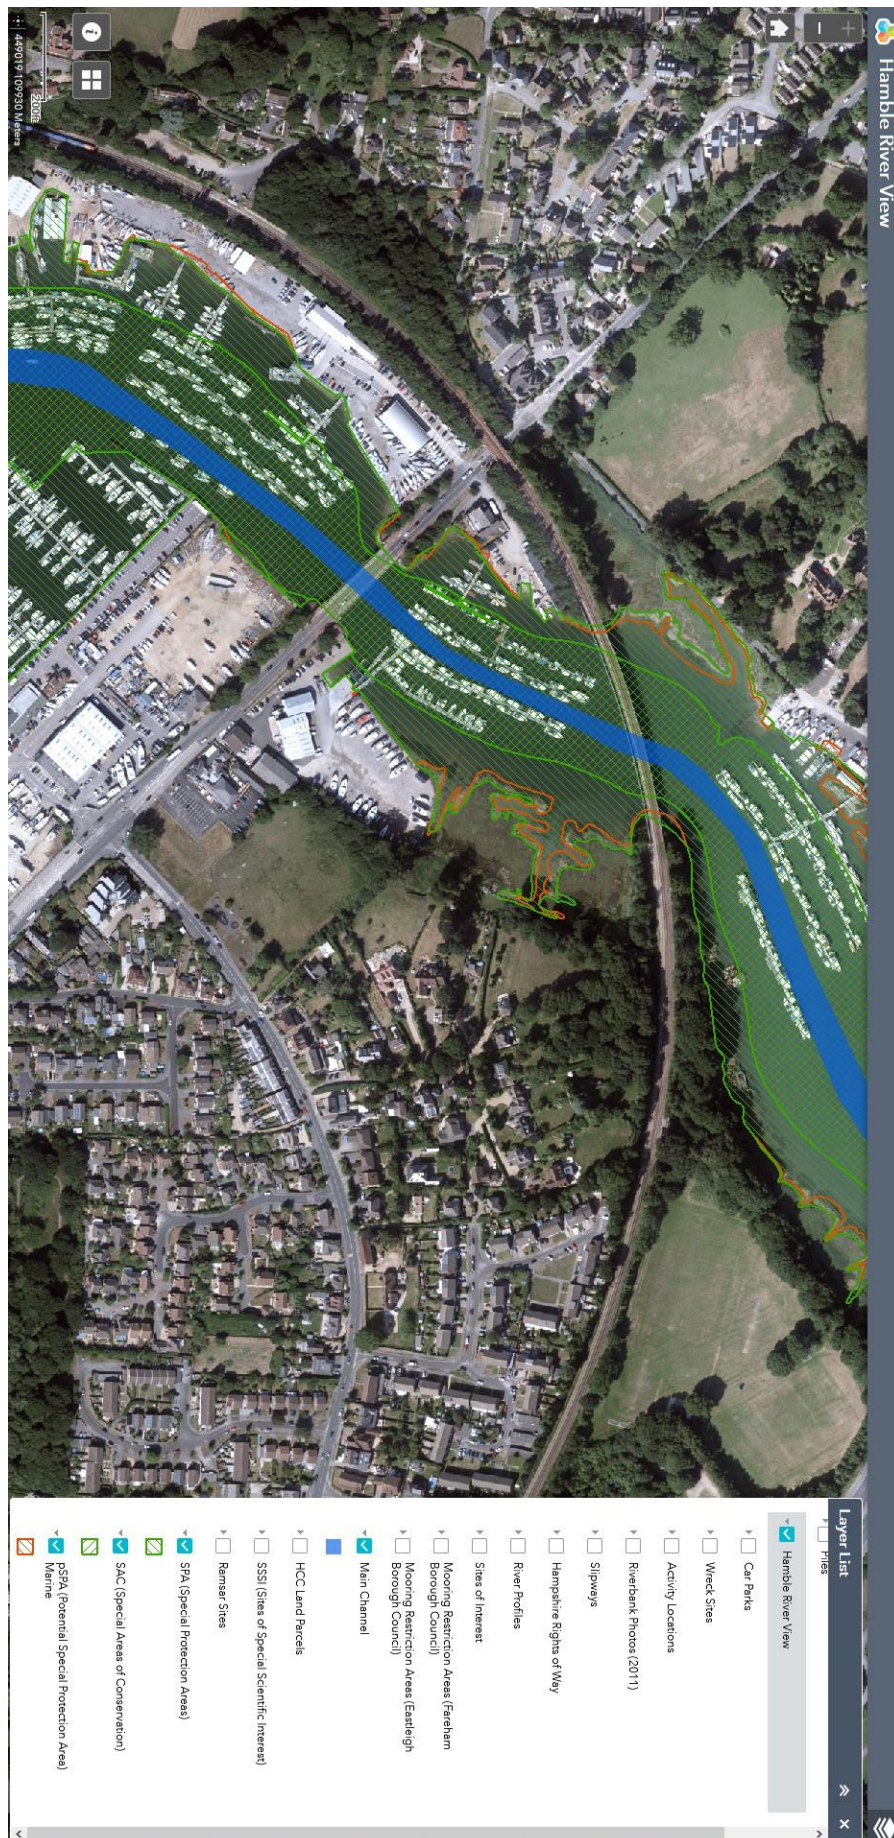 Hamble River View
Layer List
Piles
Hamble River View
Car Parks
Wreck Sites
Activity Locations
Riverbank Photos (2011)
Slipways
Hampshire Rights of Way
River Profiles
Sites of Interest
Mooring Restriction Areas (Fareham
Borough Council)
Mooring Restriction Areas (Eastleigh
Borough Council)
Main Channel
HCC Land Parcels
SSSI (Sites of Special Scientific Interest)
Ramsar Sites
SPA (Special Protection Areas)
SAC (Special Areas of Conservation)
pSPA (Potential Special Protection Area)
Marine
200ft
449019 109930 Meters